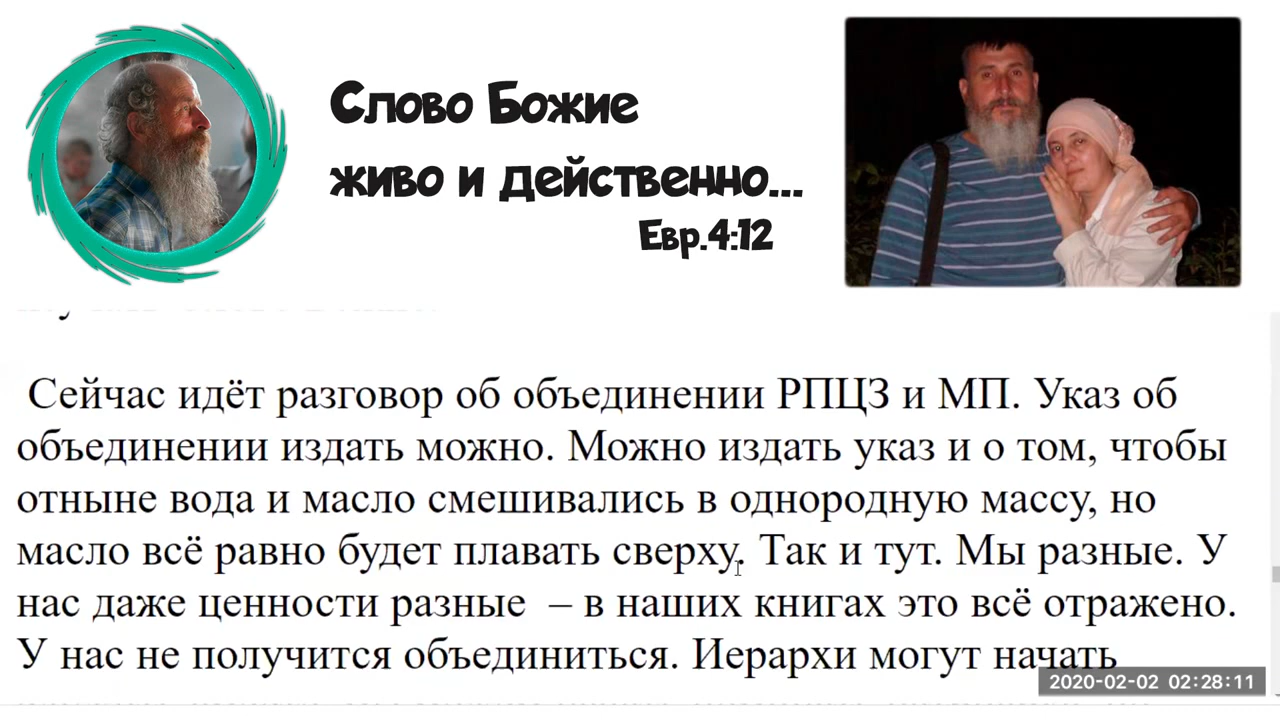 Слово Божие
живо и действенно...
Евр.4:12
Сейчас идёт разговор об объединении РПЦЗ и МП. Указ об
объединении издать можно. Можно издать указ и о том, чтобы
отныне вода и масло смешивались в однородную массу, но
масло всё равно будет плавать сверху. Так и тут. Мы разные. У
нас даже ценности разные – в наших книгах это всё отражено.
У нас не получится объединиться. Иерархи могут начать
2020-02-02 02:28:11